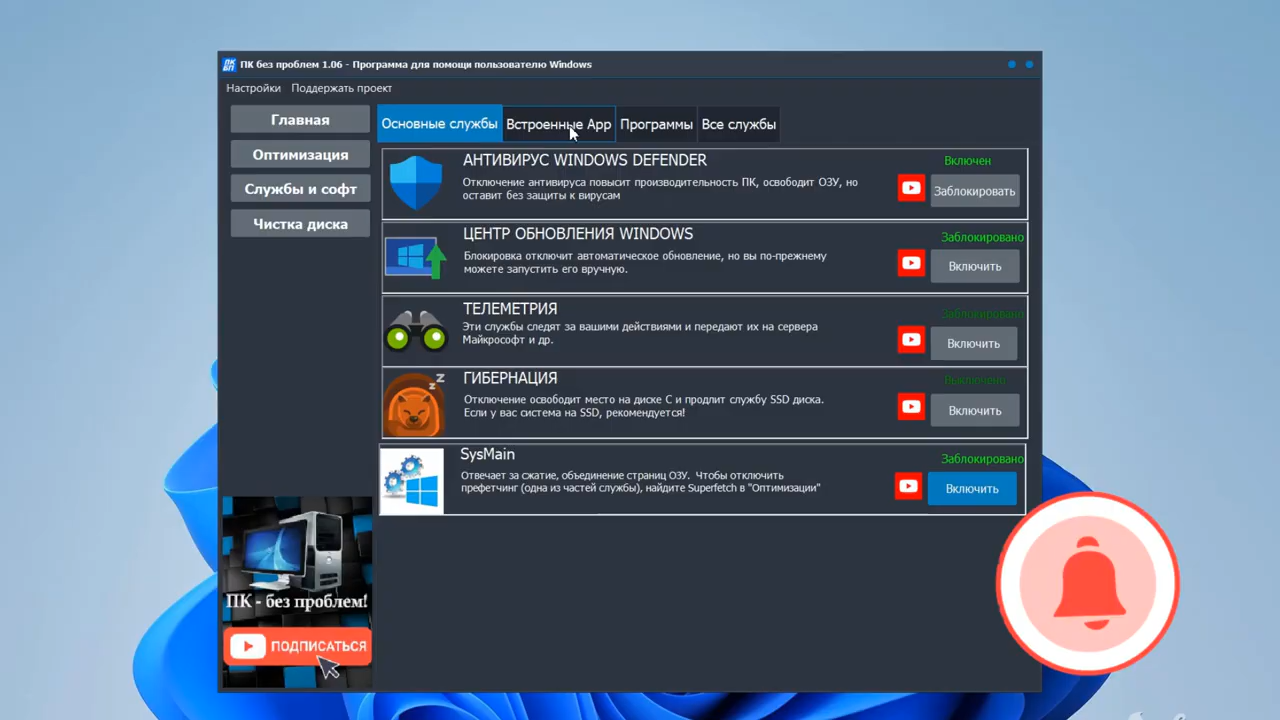 ПК без проблем 1.06 - Программа для помощи пользователю Windows
Настройки Поддержать проект
Главная
Оптимизация
Службы и софт
Чистка диска
Основные службы Встроенные App Программы Все службы
АНТИВИРУС WINDOWS DEFENDER
Отключение антивируса повысит производительность ПК, освободит ОЗУ, но
оставит без защиты к вирусам
Включен
Заблокировать
ЦЕНТР ОБНОВЛЕНИЯ WINDOWS
Блокировка отключит автоматическое обновление, но вы по-прежнему
можете запустить его вручную.
Заблокировано
Включить
ТЕЛЕМЕТРИЯ
Эти службы следят за вашими действиями и передают их на сервера
Майкрософт и др.
Заблокировано
Включить
ГИБЕРНАЦИЯ
Отключение освободит место на диске С и продлит службу SSD диска.
Если у вас система на SSD, рекомендуется!
Выключено
Включить
SysMain
Отвечает за сжатие, объединение страниц ОЗУ. Чтобы отключить
префетчинг (одна из частей службы), найдите Superfetch в "Оптимизации"
Заблокировано
Включить
ПК - без проблем!
ПОДПИСАТЬСЯ